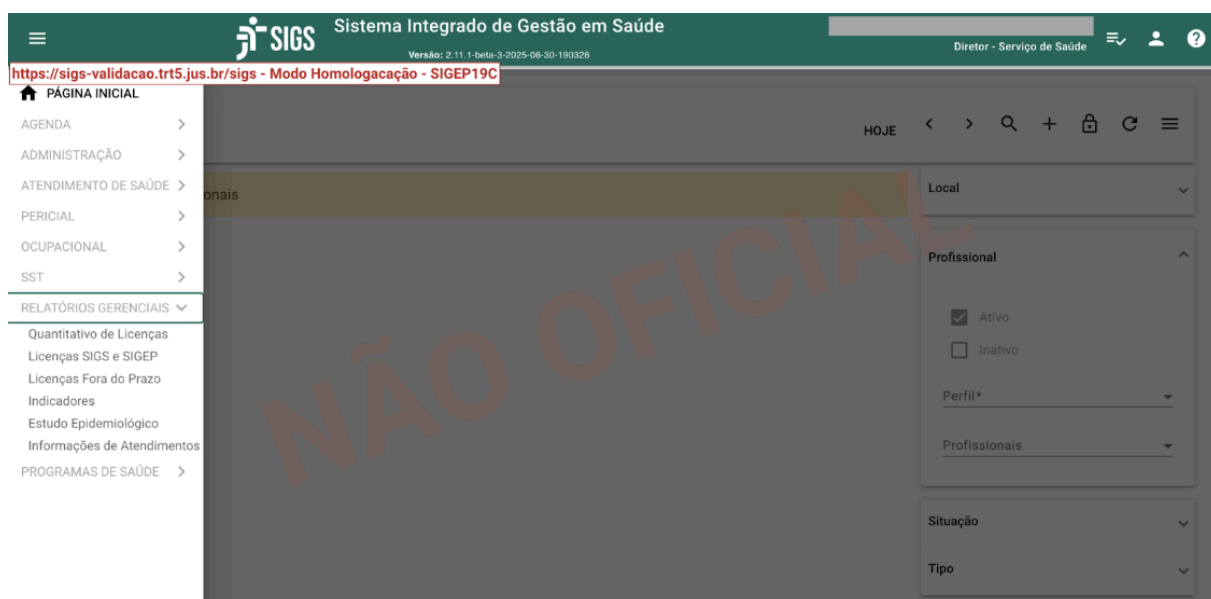 SIGS
Sistema Integrado de Gestão em Saúde
Versão: 2.11.1-beta-3-2025-06-30-190326
Diretor - Serviço de Saúde
https://sigs-validacao.trt5.jus.br/sigs - Modo Homologacação - SIGEP19C
PÁGINA INICIAL
AGENDA
ADMINISTRAÇÃO
ATENDIMENTO DE SAÚDE
PERICIAL
OCUPACIONAL
SST
RELATÓRIOS GERENCIAIS
Quantitativo de Licenças
Licenças SIGS e SIGEP
Licenças Fora do Prazo
Indicadores
Estudo Epidemiológico
Informações de Atendimentos
PROGRAMAS DE SAÚDE
HOJE
onais
NÃO OFICIAL
Local
Profissional
Ativo
Inativo
Perfil*
Profissionais
Situação
Tipo